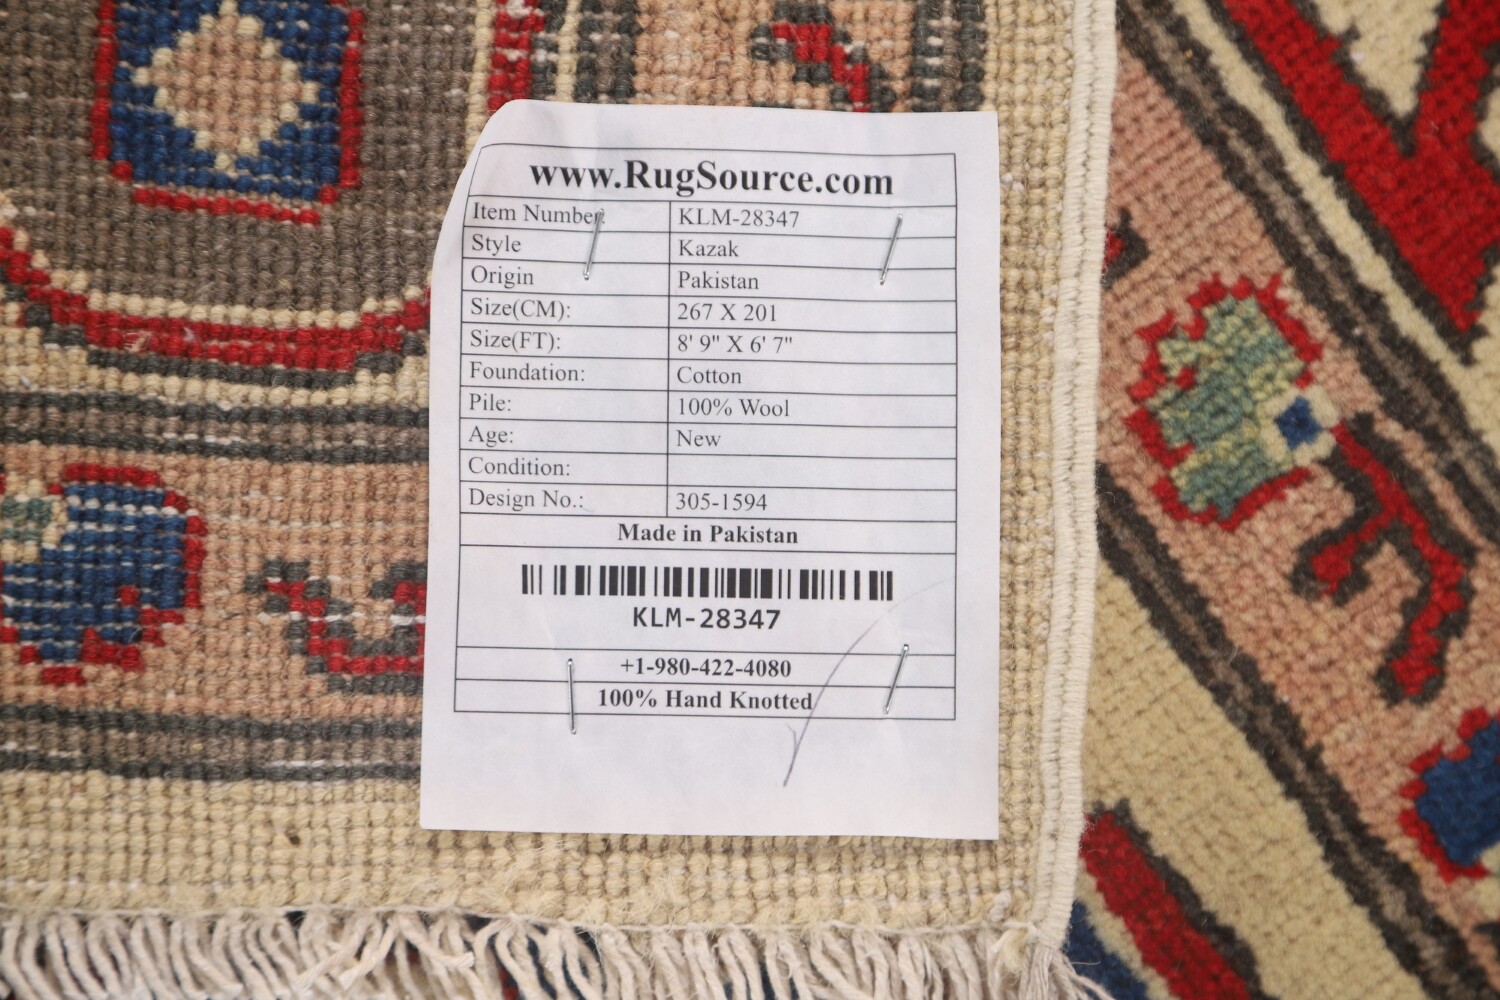 www.RugSource.com
Item Number: KLM-28347
Style Kazak
Origin Pakistan
Size(CM): 267 X 201
Size(FT): 8' 9" X 6' 7"
Foundation: Cotton
Pile: 100% Wool
Age: New
Condition:
Design No.: 305-1594
Made in Pakistan
KLM-28347
+1-980-422-4080
100% Hand Knotted